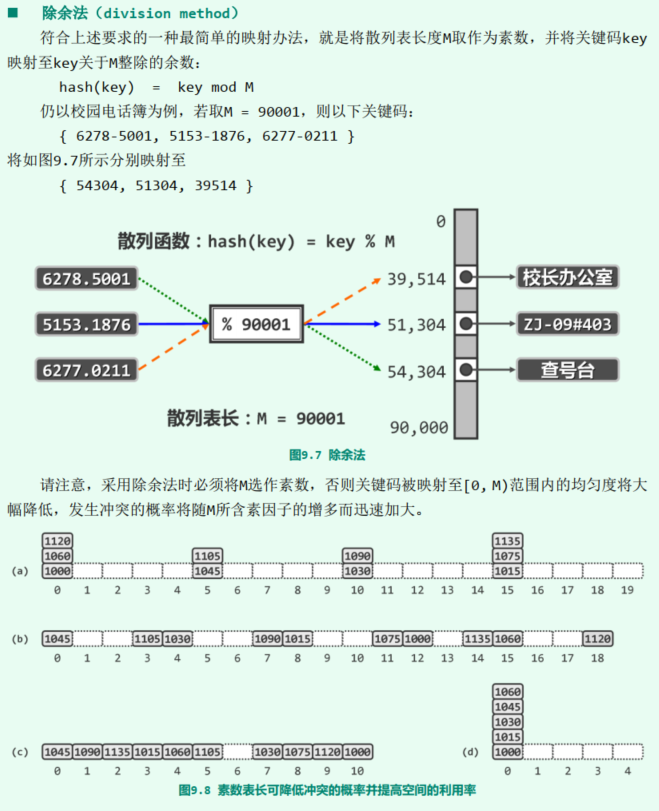 ■ 除余法（division method）
符合上述要求的一种最简单的映射办法，就是将散列表长度M取作为素数，并将关键码key
映射至key关于M整除的余数：
hash(key) = key mod M
仍以校园电话簿为例，若取M = 90001，则以下关键码：
{ 6278-5001, 5153-1876, 6277-0211 }
将如图9.7所示分别映射至
{ 54304, 51304, 39514 }
0
散列函数：hash(key) = key % M
6278.5001
39,514
校长办公室
5153.1876
% 90001
51,304
ZJ-09#403
6277.0211
54,304
查号台
散列表长：M = 90001
90,000
图9.7 除余法
请注意，采用除余法时必须将M选作素数，否则关键码被映射至[0, M)范围内的均匀度将大
幅降低，发生冲突的概率将随M所含素因子的增多而迅速加大。
1120 1135
1060 1105 1090 1075
(a) 1000 1045 1030 1015
0 1 2 3 4 5 6 7 8 9 10 11 12 13 14 15 16 17 18 19
(b) 1045 1105 1030 1090 1015 1075 1000 1135 1060 1120
0 1 2 3 4 5 6 7 8 9 10 11 12 13 14 15 16 17 18
1060
1045
1030
1015
(c) 1045 1090 1135 1015 1060 1105 1030 1075 1120 1000 (d) 1000
0 1 2 3 4 5 6 7 8 9 10 0 1 2 3 4
图9.8 素数表长可降低冲突的概率并提高空间的利用率